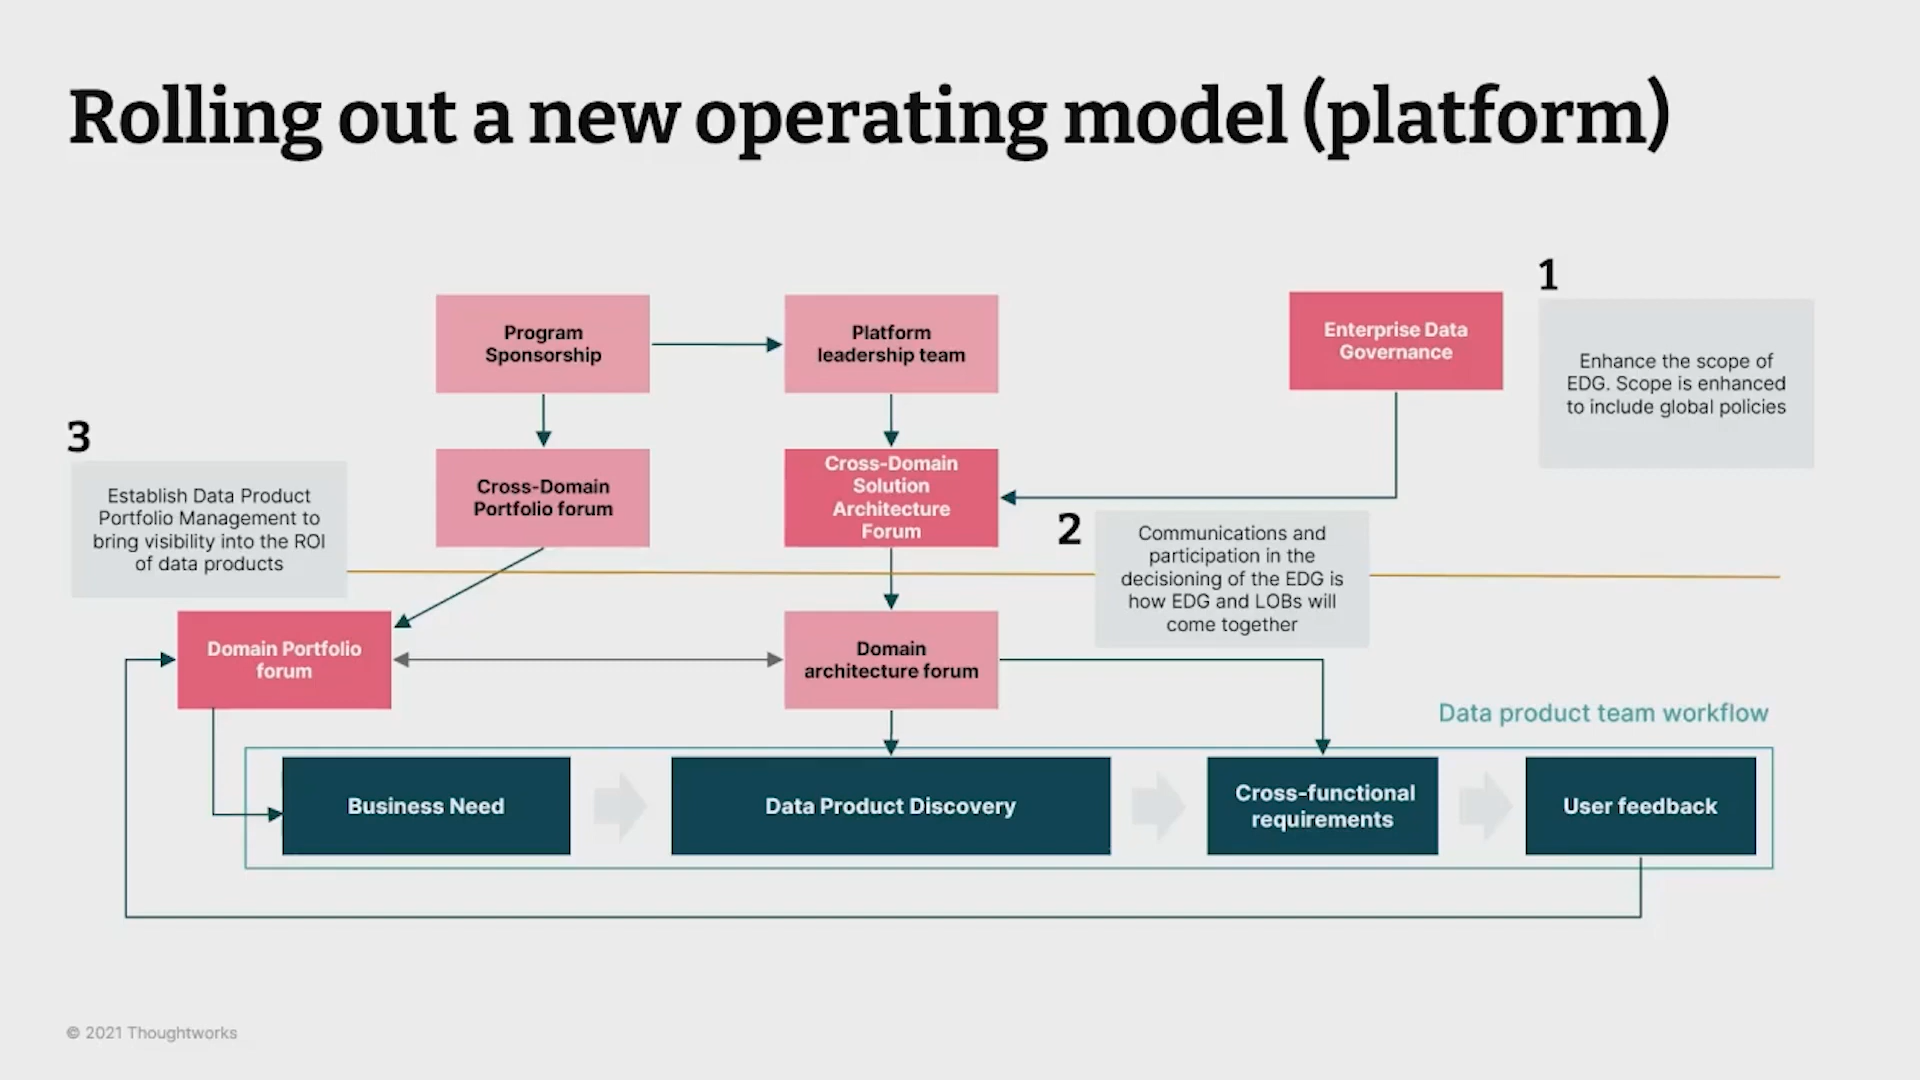 Rolling out a new operating model (platform)
1
Program
Sponsorship
Platform
leadership team
Enterprise Data
Governance
Enhance the scope of
EDG. Scope is enhanced
to include global policies
3
Establish Data Product
Portfolio Management to
bring visibility into the ROI
of data products
Cross-Domain
Portfolio forum
Cross-Domain
Solution
Architecture
Forum
2
Communications and
participation in the
decisioning of the EDG is
how EDG and LOBs will
come together
Domain Portfolio
forum
Domain
architecture forum
Data product team workflow
Business Need
Data Product Discovery
Cross-functional
requirements
User feedback
© 2021 Thoughtworks